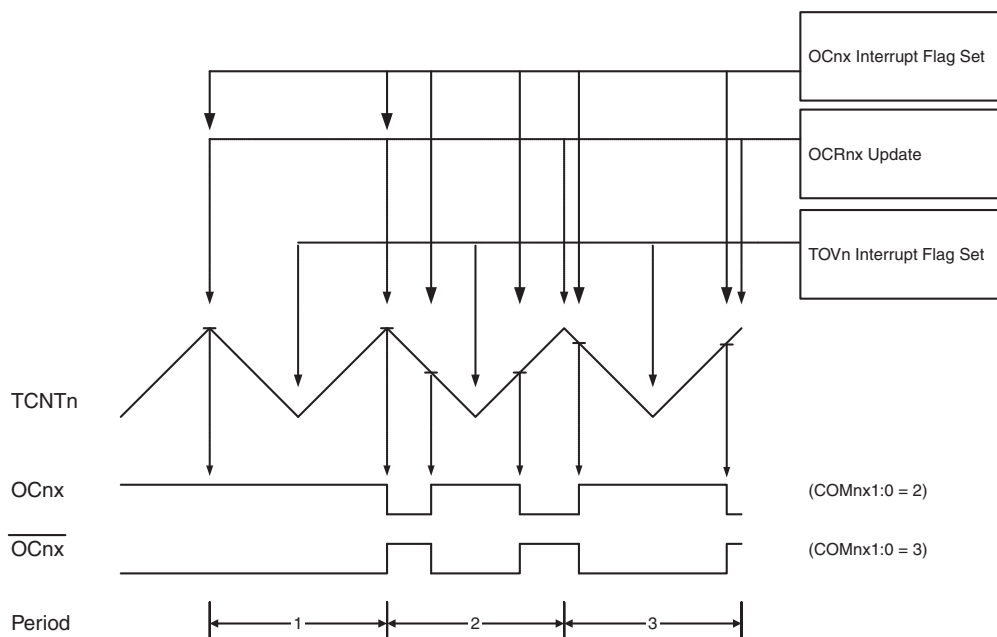 OCnx Interrupt Flag Set
OCRnx Update
TOVn Interrupt Flag Set
TCNTn
OCnx
(COMnx1:0 = 2)
OCnx
(COMnx1:0 = 3)
Period
1
2
3